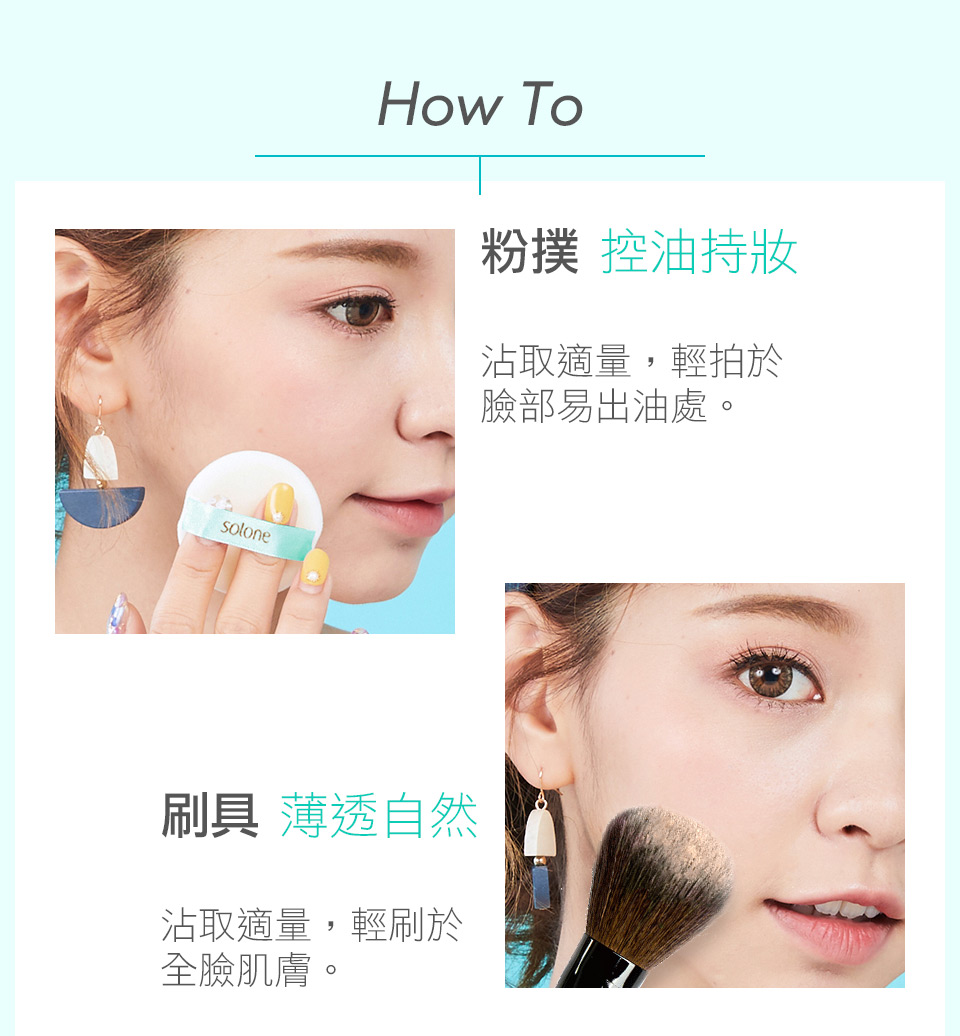 How To
粉撲 控油持妝
沾取適量，輕拍於
臉部易出油處。
solone
刷具 薄透自然
沾取適量，輕刷於
全臉肌膚。